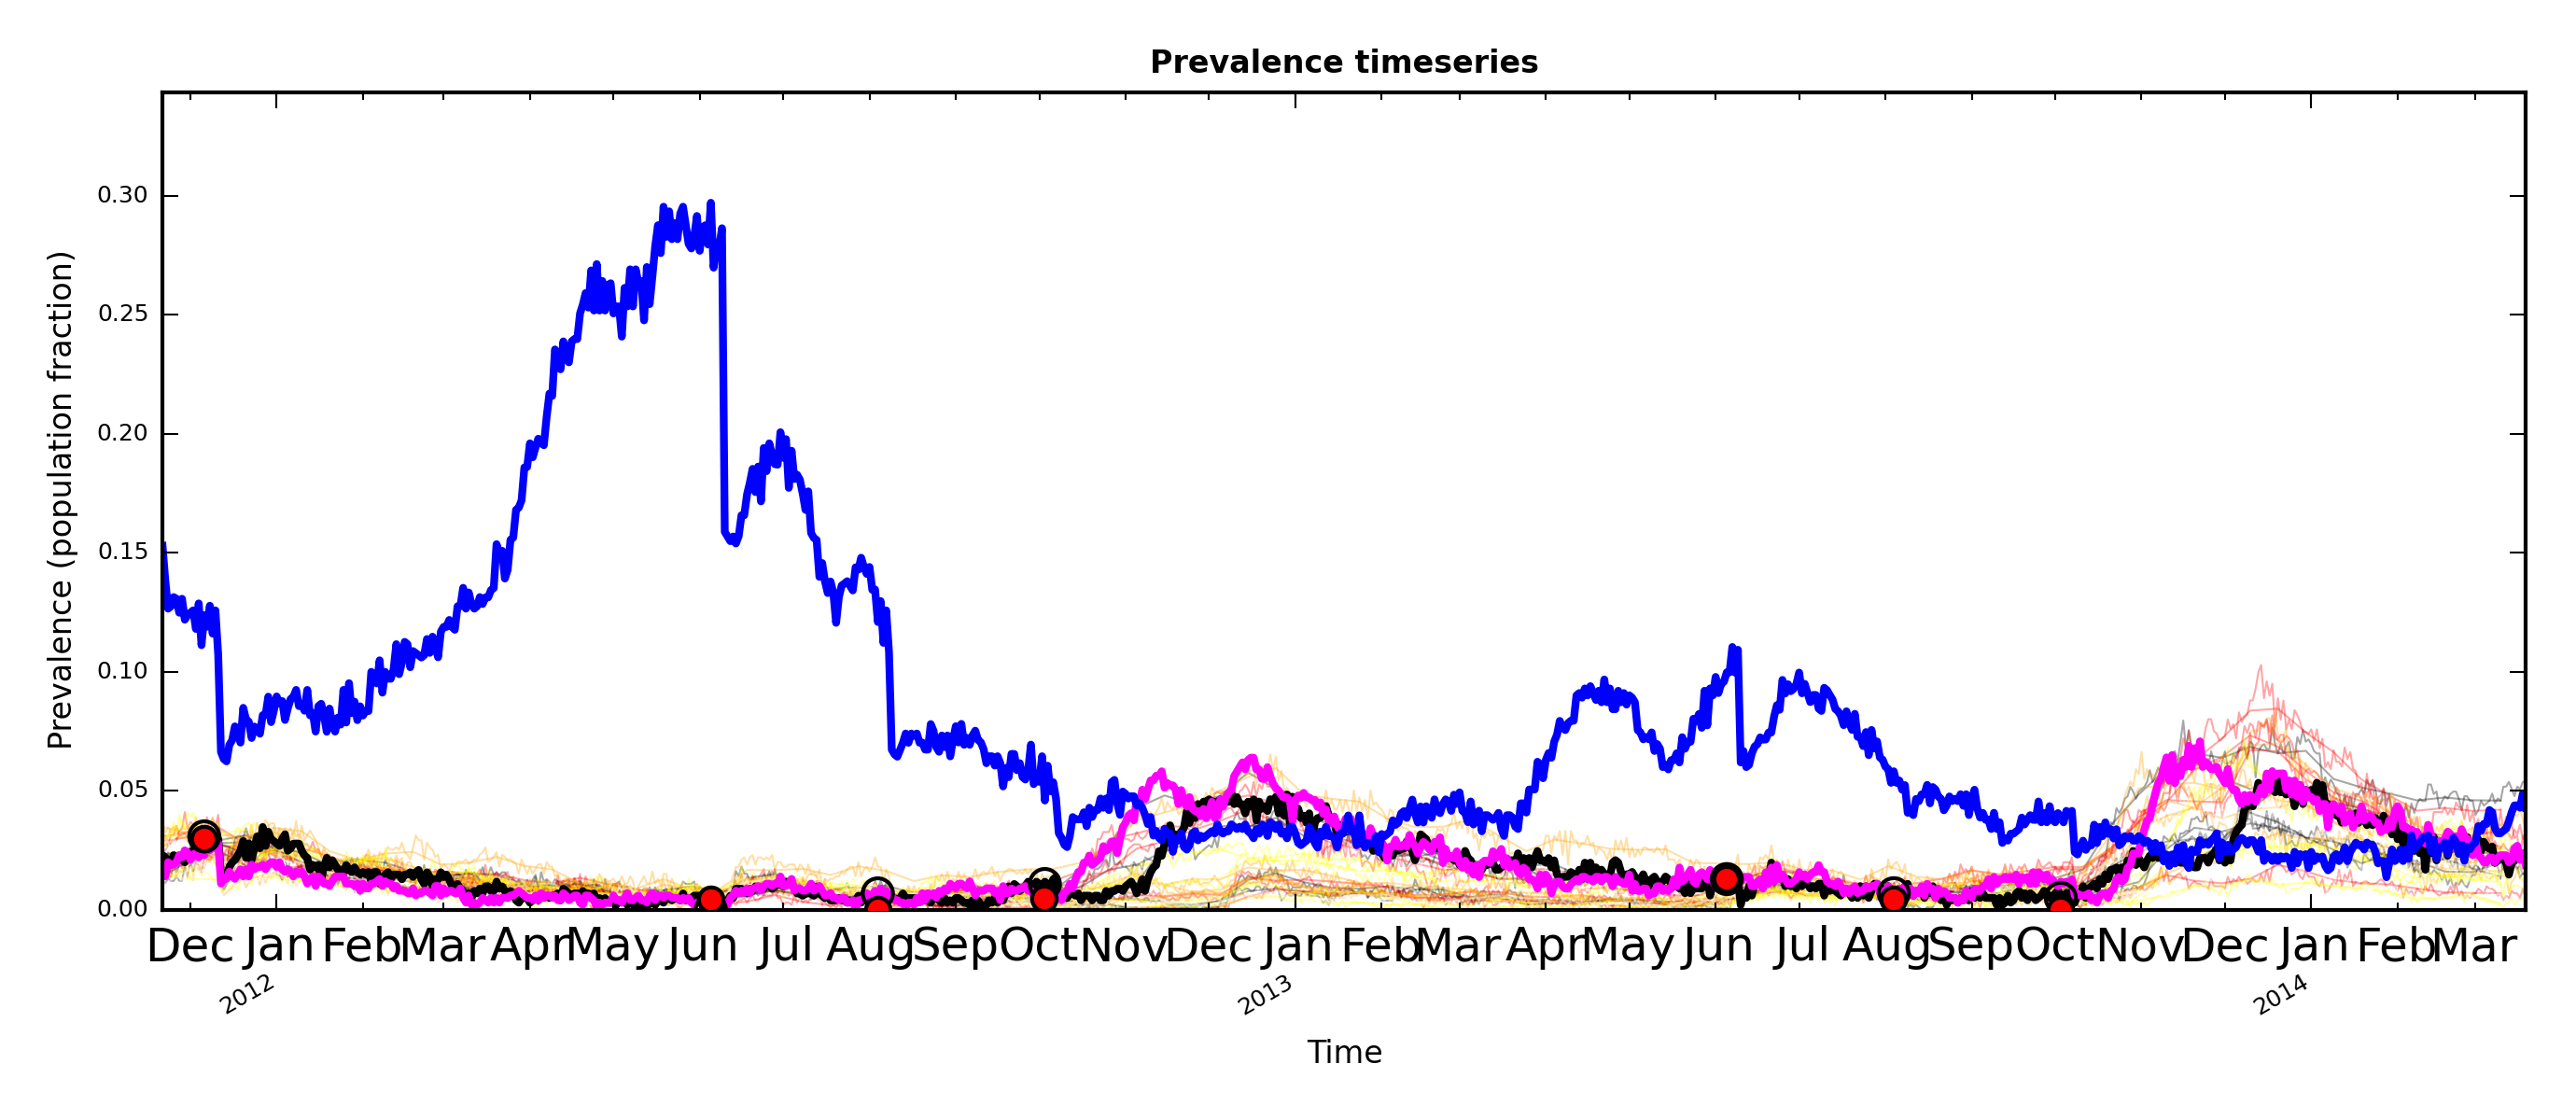 Prevalence timeseries
Prevalence (population fraction)
0.30
0.25
0.20
0.15
0.10
0.05
0.00
Dec Jan Feb Mar Apr May Jun Jul Aug Sep Oct Nov Dec Jan Feb Mar Apr May Jun Jul Aug Sep Oct Nov Dec Jan Feb Mar
2012 2013 2014
Time